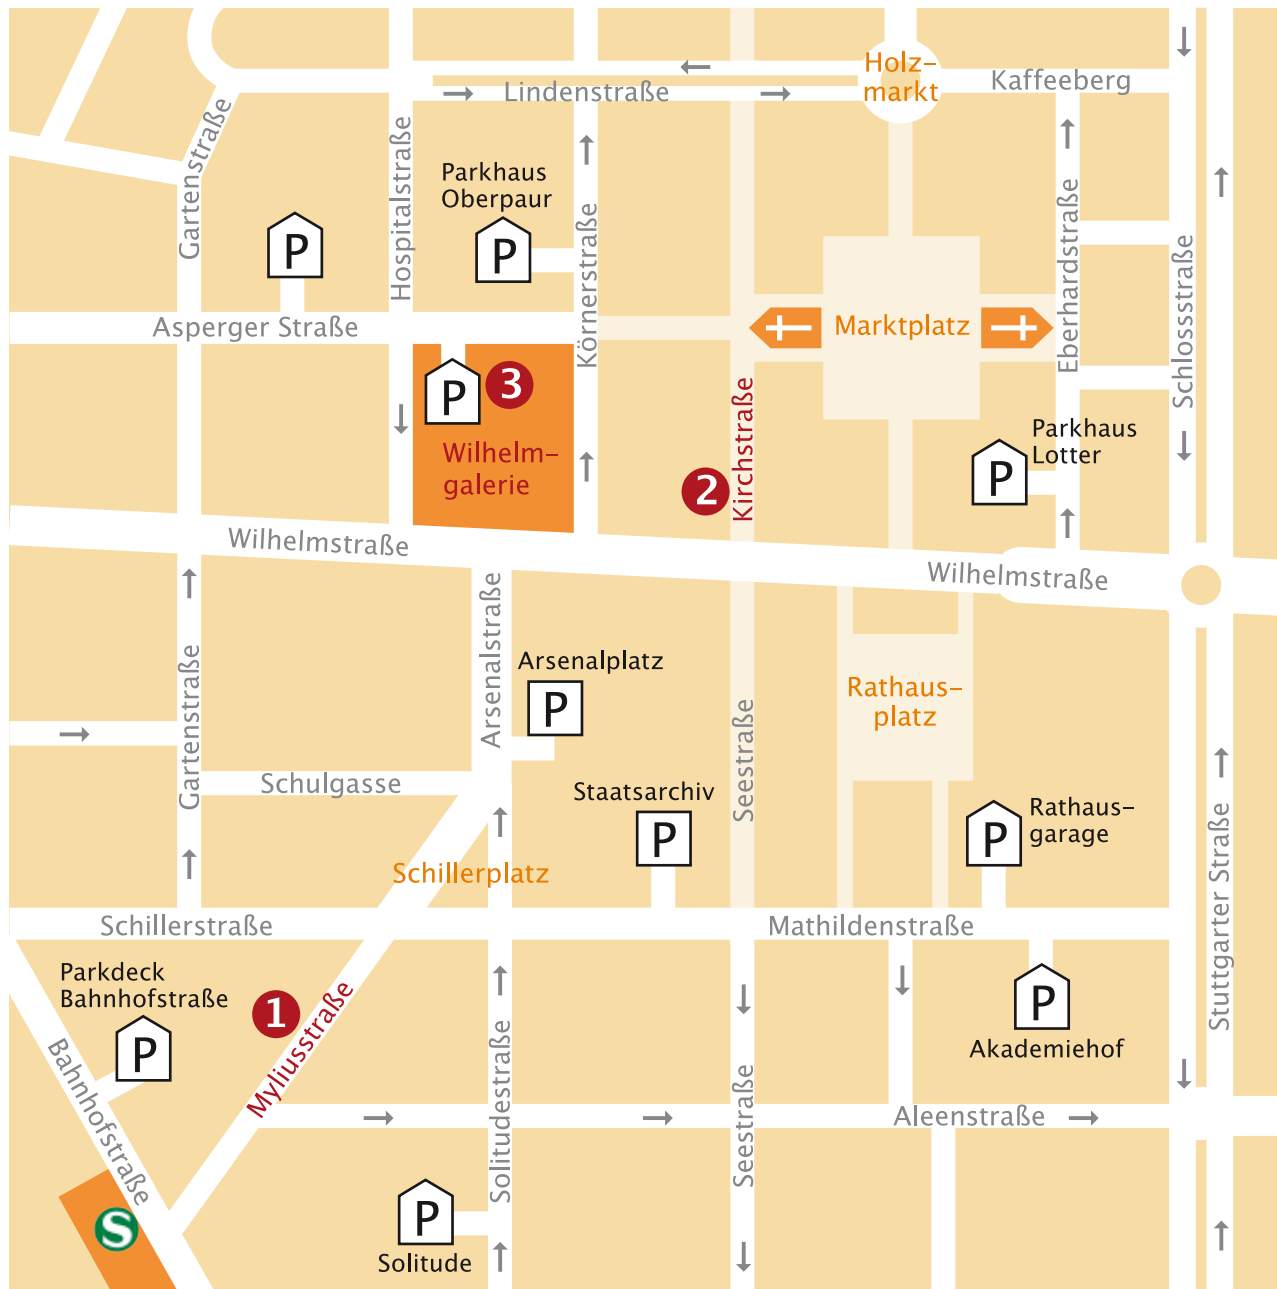 Holz-
markt
Kaffeeberg
Lindenstraße
Gartenstraße
Hospitalstraße
Parkhaus
Oberpaur
P
P
Körnerstraße
Eberhardstraße
Schlossstraße
Asperger Straße
Marktplatz
P
3
Wilhelm-
galerie
2
Kirchstraße
Parkhaus
Lotter
P
Wilhelmstraße
Wilhelmstraße
Arsenalstraße
Arsenalplatz
P
Gartenstraße
Rathaus-
platz
Seestraße
Schulgasse
Staatsarchiv
P
Rathaus-
garage
P
Stuttgarter Straße
Schillerplatz
Schillerstraße
Mathildenstraße
Parkdeck
Bahnhofstraße
P
1
Myliusstraße
P
Akademiehof
Bahnhofstraße
Solitudestraße
Seestraße
Aleenstraße
S
P
Solitude